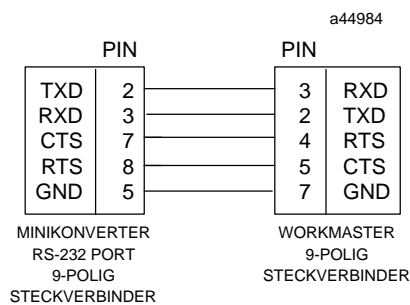 a44984
PIN PIN
TXD 2 3 RXD
RXD 3 2 TXD
CTS 7 4 RTS
RTS 8 5 CTS
GND 5 7 GND
MINIKONVERTER
RS-232 PORT
9-POLIG
STECKVERBINDER
WORKMASTER
9-POLIG
STECKVERBINDER